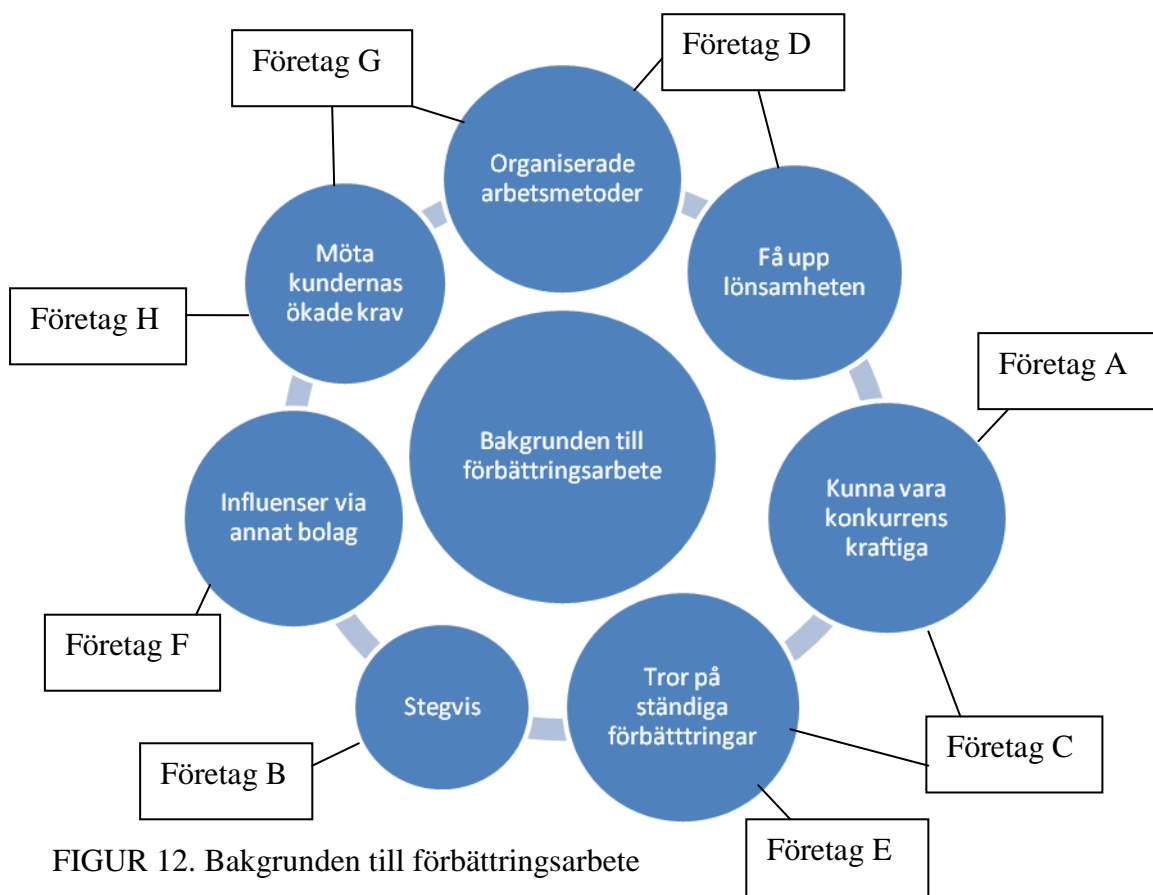 Företag G
Företag D
Organiserade
arbetsmetoder
Möta
kundernas
ökade krav
Få upp
lönsamheten
Företag H
Företag A
Bakgrunden till
förbättringsarbete
Influenser via
annat bolag
Kunna vara
konkurrens
kraftiga
Företag F
Stegvis
Tror på
ständiga
förbätttringar
Företag C
Företag B
Företag E
FIGUR 12. Bakgrunden till förbättringsarbete